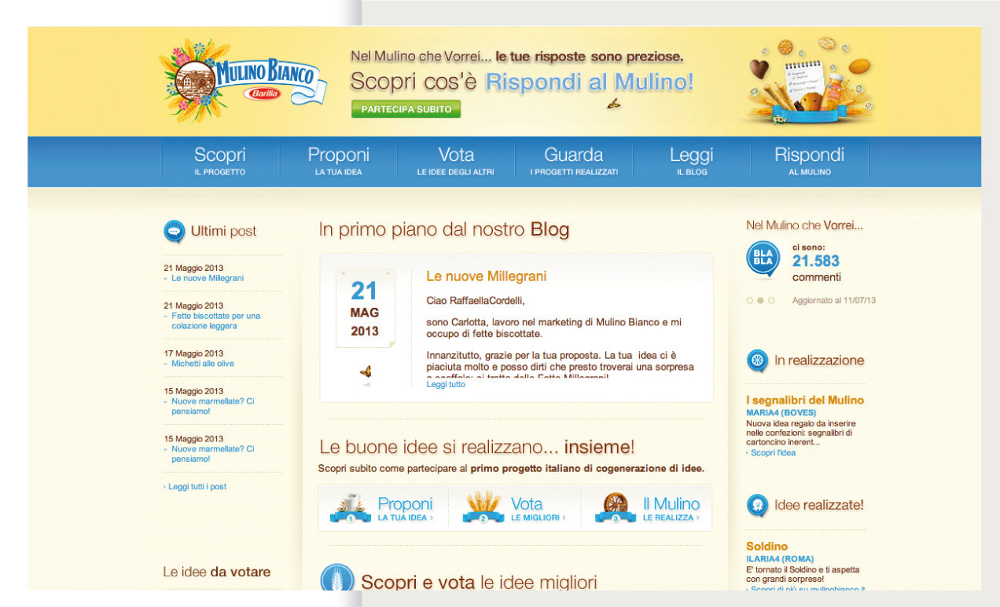 MULINO BIANCO
Barilla
Nel Mulino che Vorrei... le tue risposte sono preziose.
Scopri cos'è Rispondi al Mulino!
PARTECIPA SUBITO
Scopri
IL PROGETTO
Proponi
LA TUA IDEA
Vota
LE IDEE DEGLI ALTRI
Guarda
I PROGETTI REALIZZATI
Leggi
IL BLOG
Rispondi
AL MULINO
Ultimi post
21 Maggio 2013
- Le nuove Millegrani
21 Maggio 2013
- Fette biscottate per una
colazione leggera
17 Maggio 2013
- Michetti alle olive
15 Maggio 2013
- Nuove marmellate? Ci
pensiamo!
15 Maggio 2013
- Nuove marmellate? Ci
pensiamo!
› Leggi tutti i post
Le idee da votare
In primo piano dal nostro Blog
21
MAG
2013
Le nuove Millegrani
Ciao RaffaellaCordelli,
sono Carlotta, lavoro nel marketing di Mulino Bianco e mi
occupo di fette biscottate.
Innanzitutto, grazie per la tua proposta. La tua idea ci è
piaciuta molto e posso dirti che presto troverai una sorpresa
a scaffale: si tratta delle Fette Millegrani!
Leggi tutto
Le buone idee si realizzano... insieme!
Scopri subito come partecipare al primo progetto italiano di cogenerazione di idee.
1
Proponi
LA TUA IDEA ›
2
Vota
LE MIGLIORI ›
3
Il Mulino
LE REALIZZA ›
Scopri e vota le idee migliori
Nel Mulino che Vorrei...
BLA
BLA
ci sono:
21.583
commenti
Aggiornato al 11/07/13
In realizzazione
I segnalibri del Mulino
MARIA4 (BOVES)
Nuova idea regalo da inserire
nelle confezioni: segnalibri di
cartoncino inerent...
› Scopri l'idea
Idee realizzate!
Soldino
ILARIA4 (ROMA)
E' tornato il Soldino e ti aspetta
con grandi sorprese!
› Scopri di più su mulinobianco.it